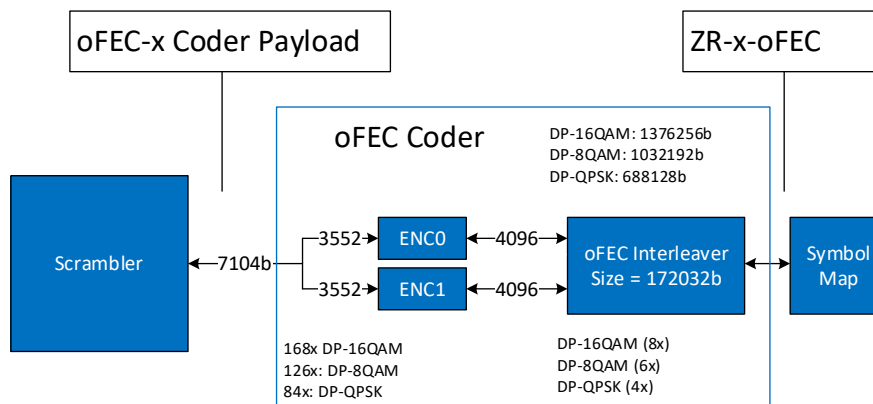 oFEC-x Coder Payload
ZR-x-oFEC
oFEC Coder
DP-16QAM: 1376256b
DP-8QAM: 1032192b
DP-QPSK: 688128b
Scrambler
7104b
3552
ENC0
4096
3552
ENC1
4096
oFEC Interleaver
Size = 172032b
Symbol
Map
168x DP-16QAM
126x: DP-8QAM
84x: DP-QPSK
DP-16QAM (8x)
DP-8QAM (6x)
DP-QPSK (4x)